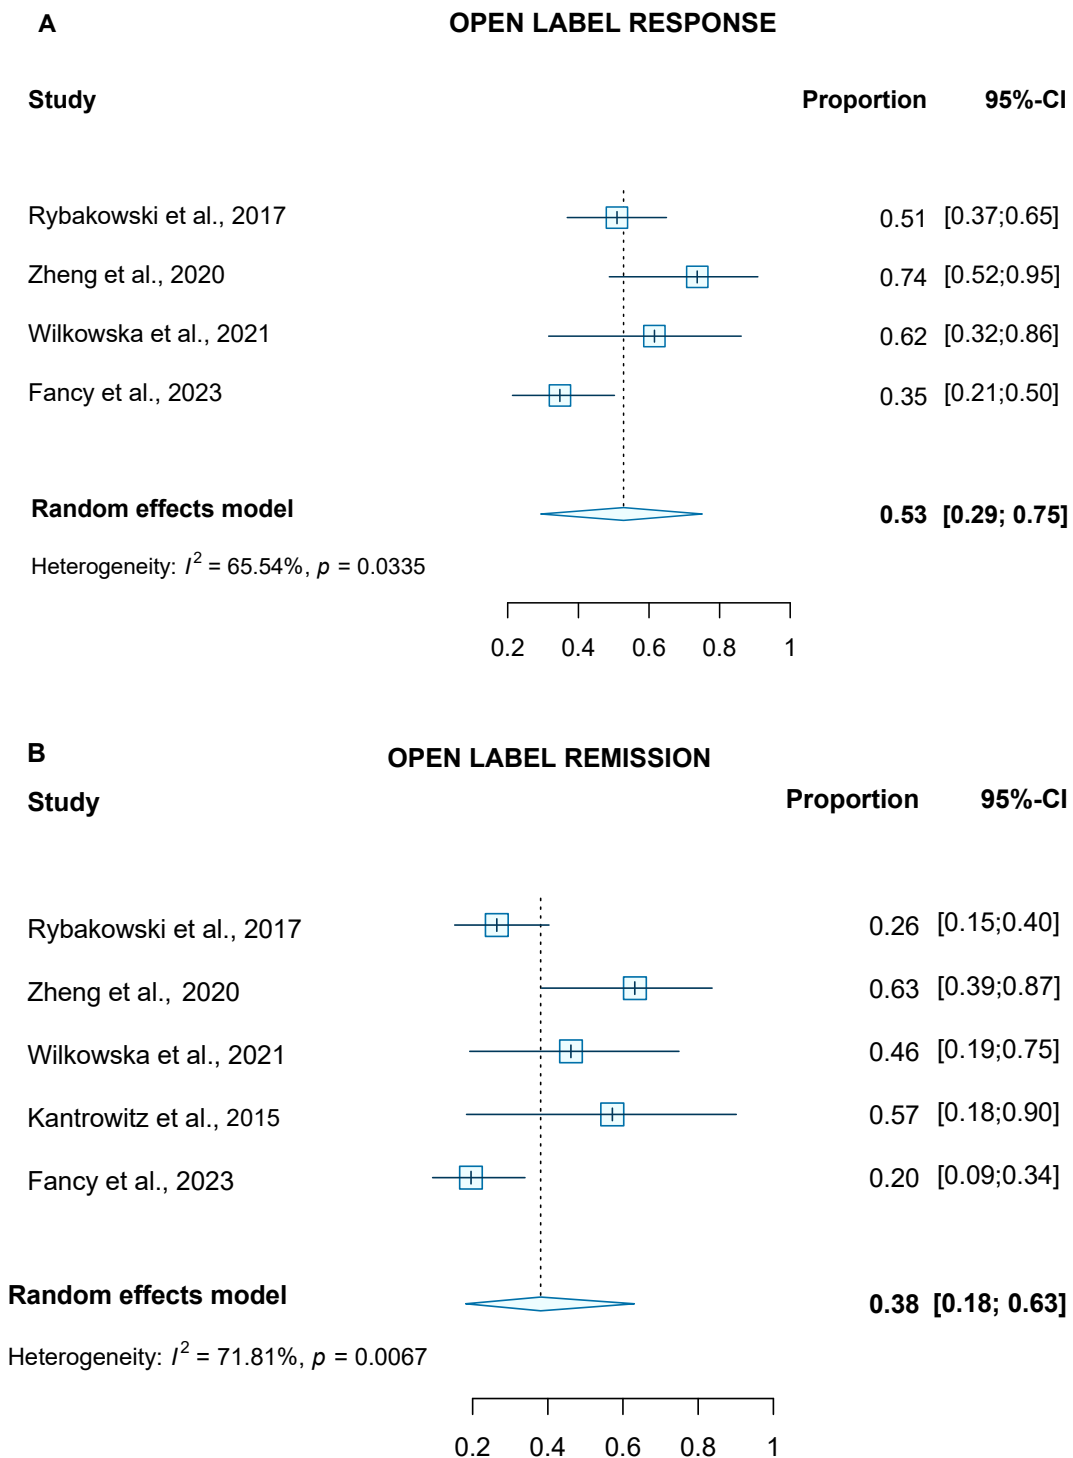 A OPEN LABEL RESPONSE
Study Proportion 95%-CI
Rybakowski et al., 2017 0.51 [0.37;0.65]
Zheng et al., 2020 0.74 [0.52;0.95]
Wilkowska et al., 2021 0.62 [0.32;0.86]
Fancy et al., 2023 0.35 [0.21;0.50]
Random effects model 0.53 [0.29; 0.75]
Heterogeneity: I² = 65.54%, p = 0.0335
0.2 0.4 0.6 0.8 1
B OPEN LABEL REMISSION
Study Proportion 95%-CI
Rybakowski et al., 2017 0.26 [0.15;0.40]
Zheng et al., 2020 0.63 [0.39;0.87]
Wilkowska et al., 2021 0.46 [0.19;0.75]
Kantrowitz et al., 2015 0.57 [0.18;0.90]
Fancy et al., 2023 0.20 [0.09;0.34]
Random effects model 0.38 [0.18; 0.63]
Heterogeneity: I² = 71.81%, p = 0.0067
0.2 0.4 0.6 0.8 1